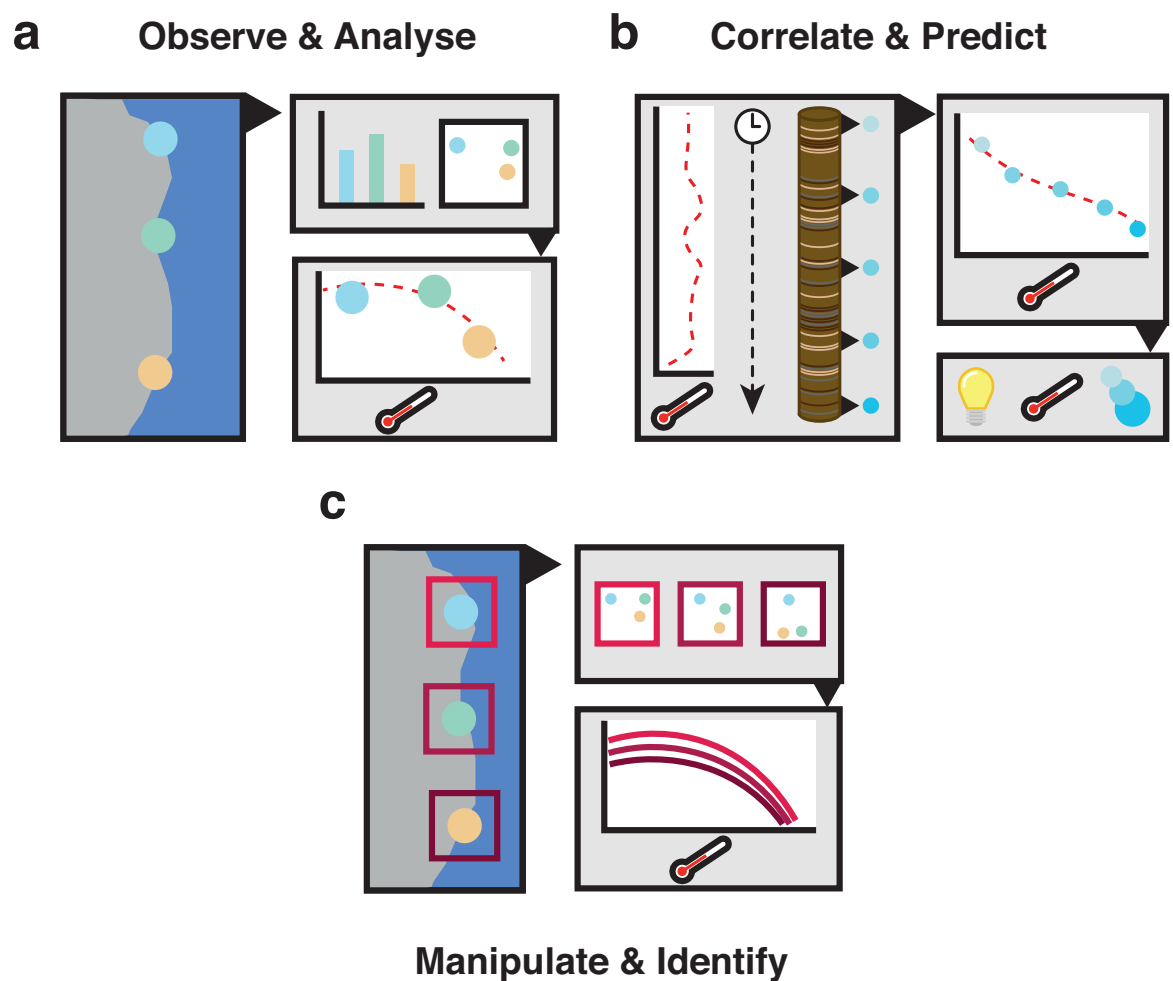 a
Observe & Analyse
b
Correlate & Predict
c
Manipulate & Identify